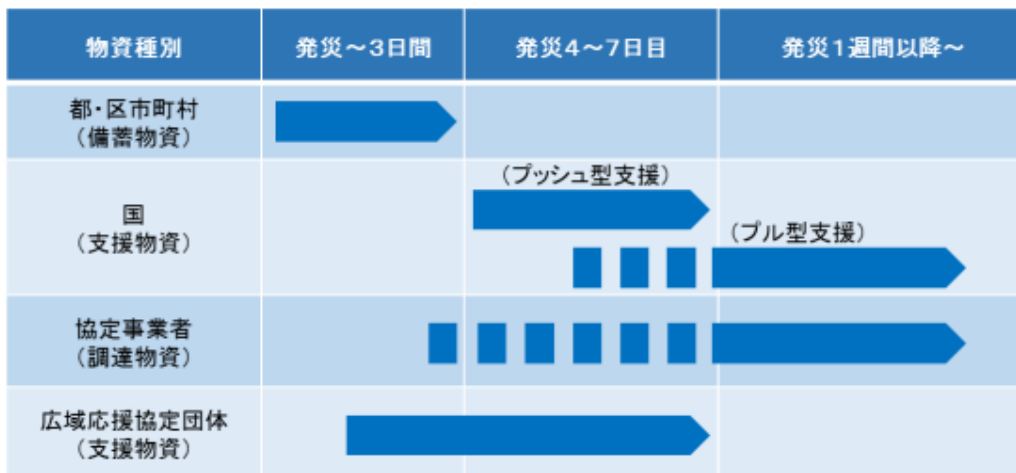 物資種別
発災～3日間
発災4～7日目
発災1週間以降～
都・区市町村
（備蓄物資）
国
（支援物資）
（プッシュ型支援）
（プル型支援）
協定事業者
（調達物資）
広域応援協定団体
（支援物資）